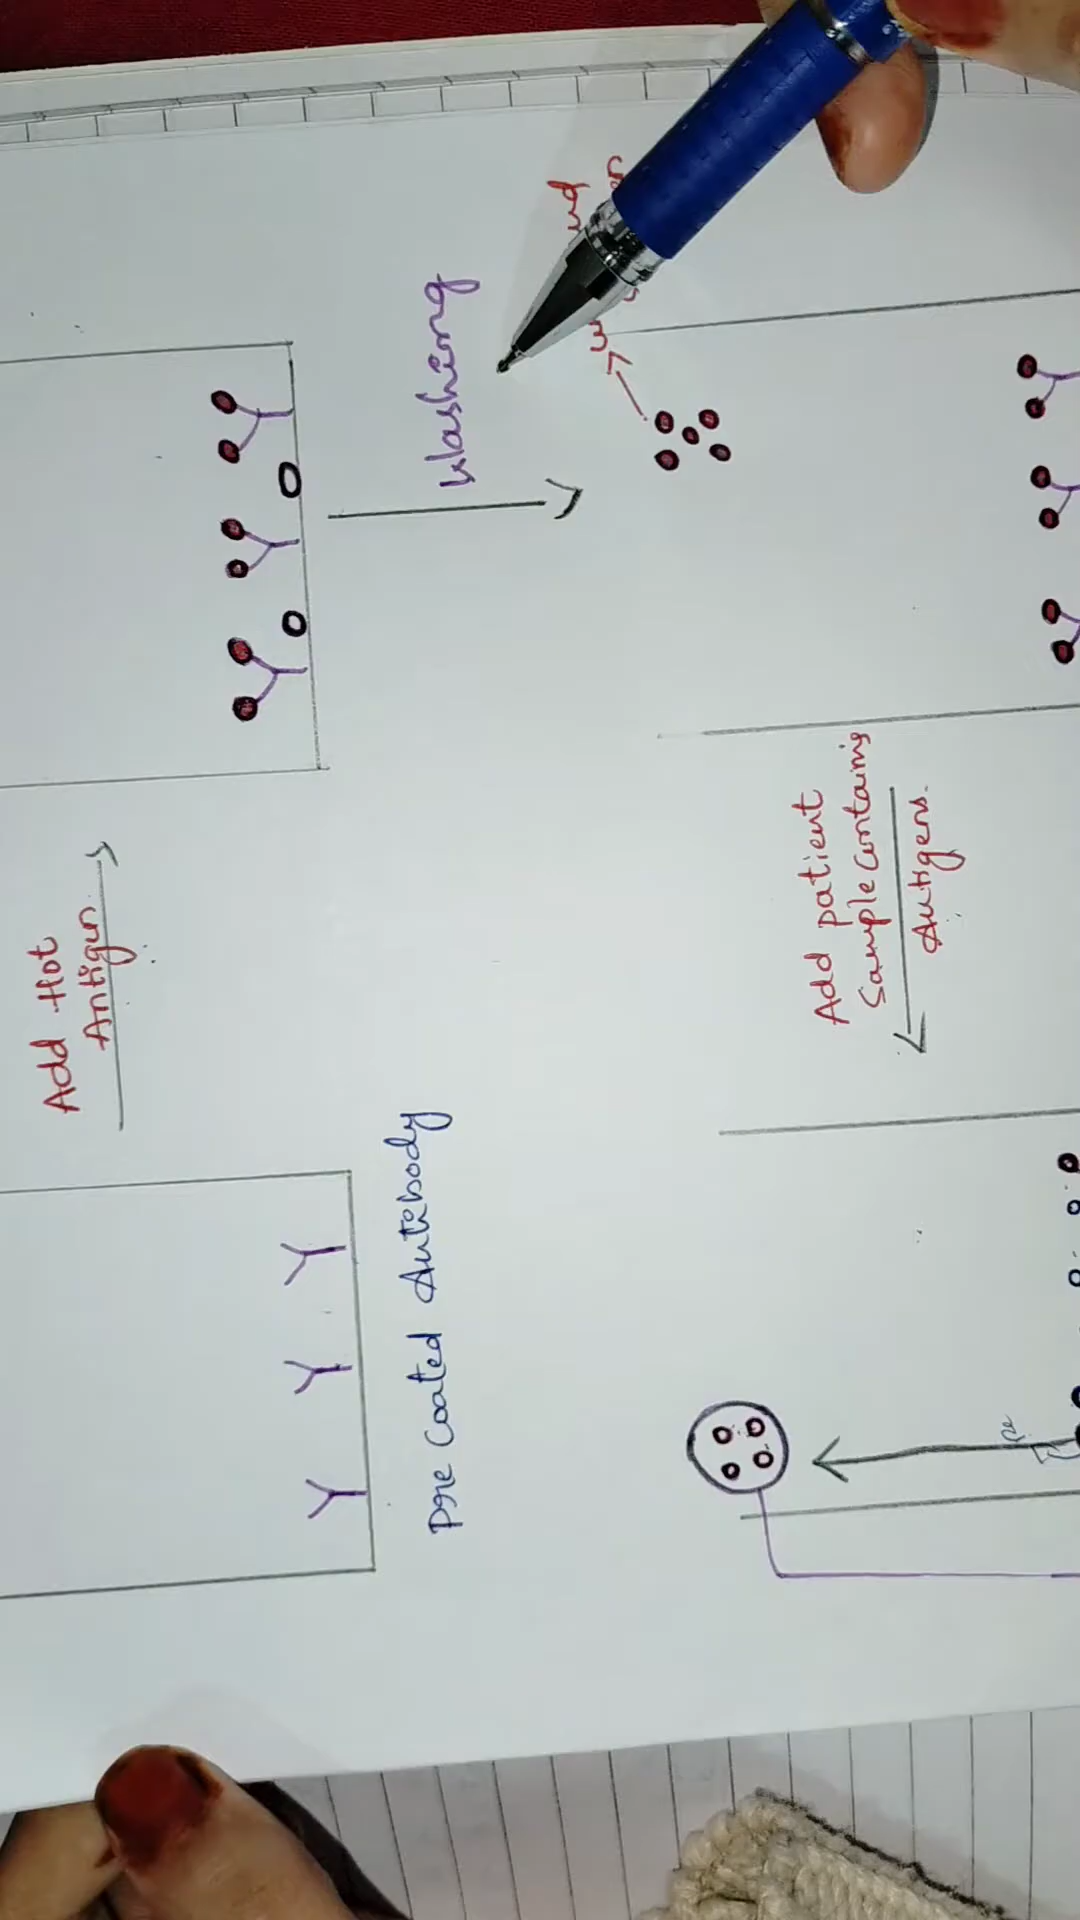 Pre Coated Antibody
Add Hot
Antigen
Washing
Add patient
Sample Containing
Antigens.